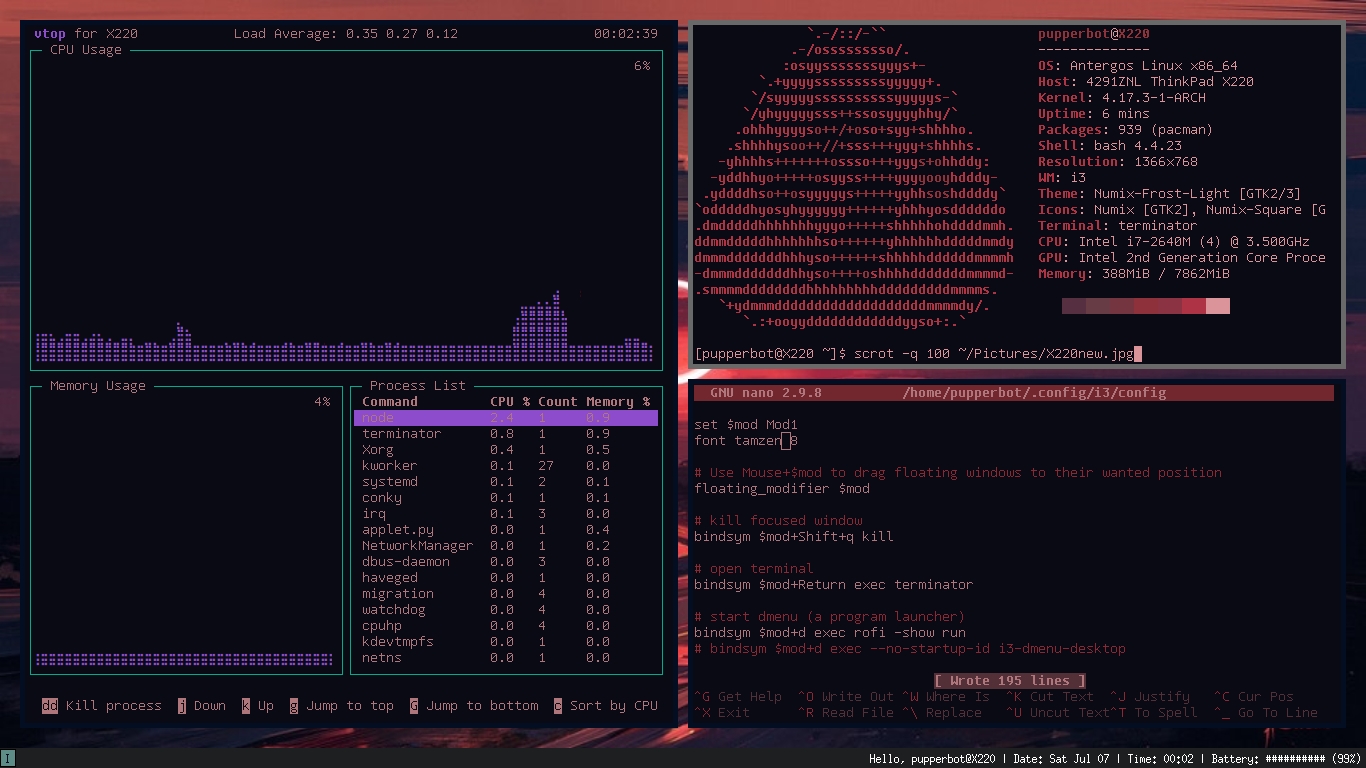 vtop for X220 Load Average: 0.35 0.27 0.12 00:02:39
CPU Usage
6%
Memory Usage
4%
Process List
Command CPU % Count Memory %
node 2.4 1 0.9
terminator 0.8 1 0.9
Xorg 0.4 1 0.5
kworker 0.1 27 0.0
systemd 0.1 2 0.1
conky 0.1 1 0.1
irq 0.1 3 0.0
applet.py 0.0 1 0.4
NetworkManager 0.0 1 0.2
dbus-daemon 0.0 3 0.0
haveged 0.0 1 0.0
migration 0.0 4 0.0
watchdog 0.0 4 0.0
cpuhp 0.0 4 0.0
kdevtmpfs 0.0 1 0.0
netns 0.0 1 0.0
dd Kill process j Down k Up g Jump to top G Jump to bottom c Sort by CPU
pupperbot@X220
--------------
OS: Antergos Linux x86_64
Host: 4291ZNL ThinkPad X220
Kernel: 4.17.3-1-ARCH
Uptime: 6 mins
Packages: 939 (pacman)
Shell: bash 4.4.23
Resolution: 1366x768
WM: i3
Theme: Numix-Frost-Light [GTK2/3]
Icons: Numix [GTK2], Numix-Square [G
Terminal: terminator
CPU: Intel i7-2640M (4) @ 3.500GHz
GPU: Intel 2nd Generation Core Proce
Memory: 388MiB / 7862MiB
[pupperbot@X220 ~]$ scrot -q 100 ~/Pictures/X220new.jpg
GNU nano 2.9.8 /home/pupperbot/.config/i3/config
set $mod Mod1
font tamzen 8
# Use Mouse+$mod to drag floating windows to their wanted position
floating_modifier $mod
# kill focused window
bindsym $mod+Shift+q kill
# open terminal
bindsym $mod+Return exec terminator
# start dmenu (a program launcher)
bindsym $mod+d exec rofi -show run
# bindsym $mod+d exec --no-startup-id i3-dmenu-desktop
[ Wrote 195 lines ]
^G Get Help ^O Write Out ^W Where Is ^K Cut Text ^J Justify ^C Cur Pos
^X Exit ^R Read File ^\ Replace ^U Uncut Text ^T To Spell ^_ Go To Line
I
Hello, pupperbot@X220 | Date: Sat Jul 07 | Time: 00:02 | Battery: ########## (99%)